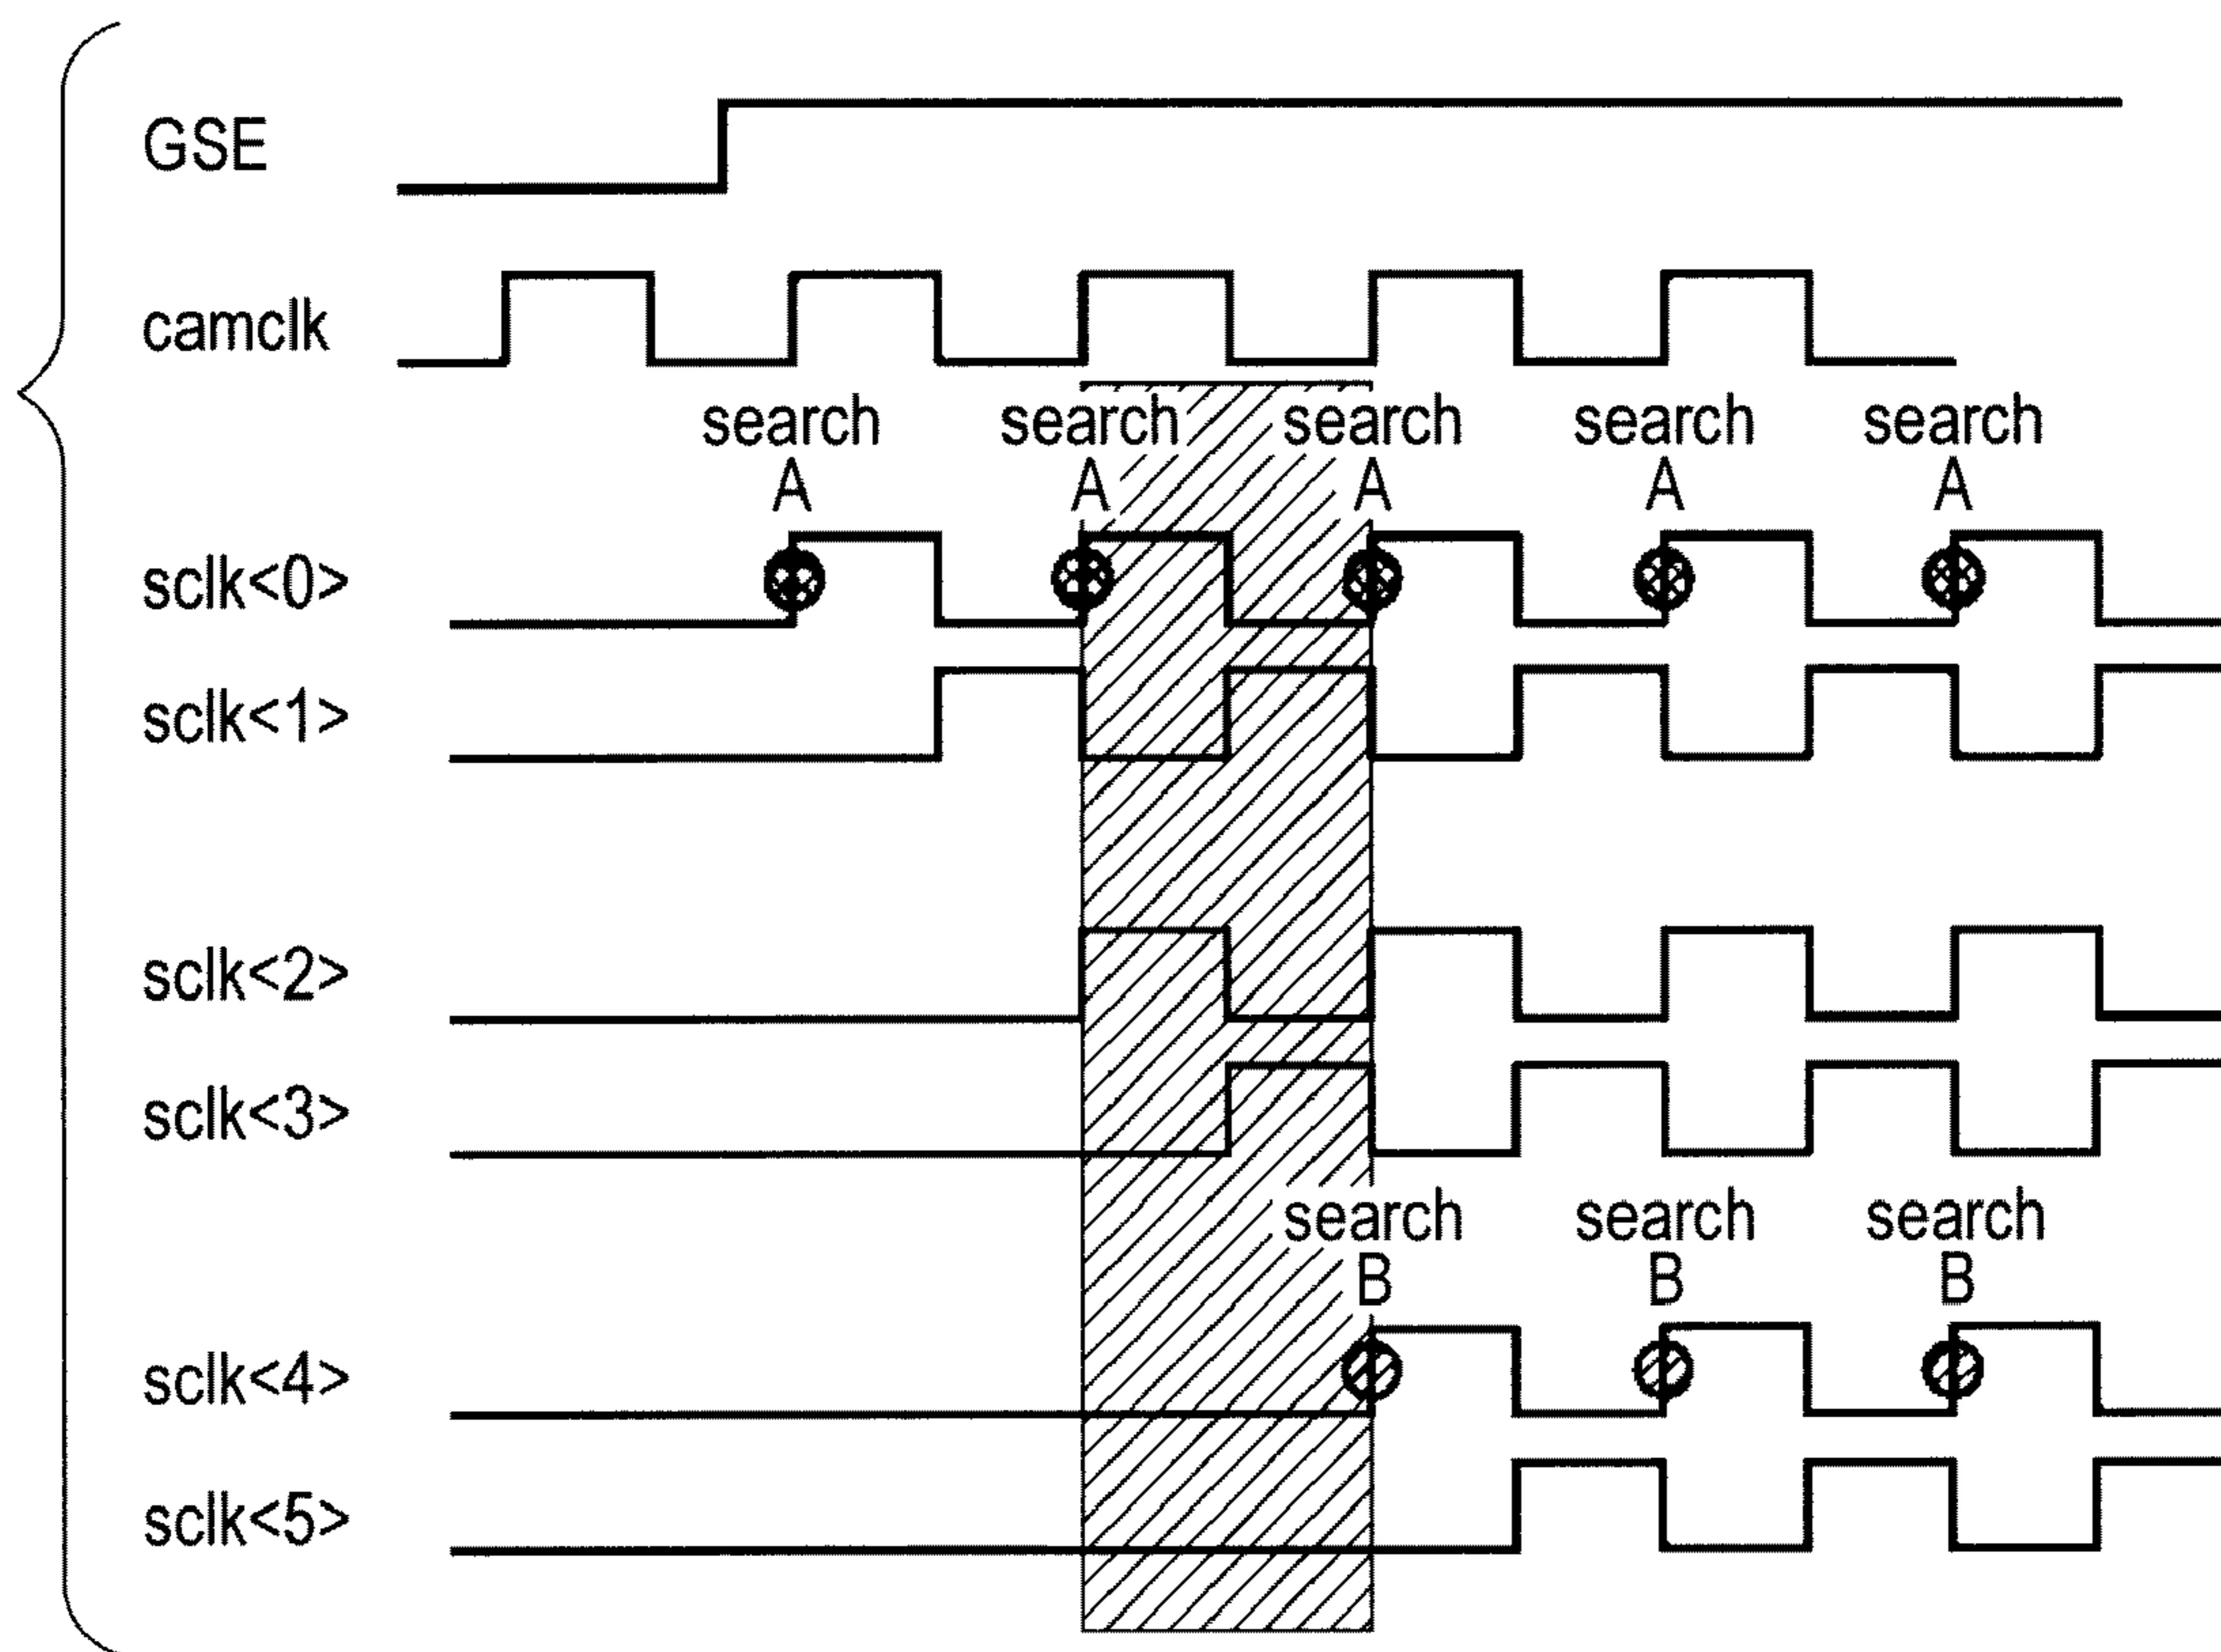 GSE
camclk
search search search search search
A A A A A
sclk<0>
sclk<1>
sclk<2>
sclk<3>
search search search
B B B
sclk<4>
sclk<5>